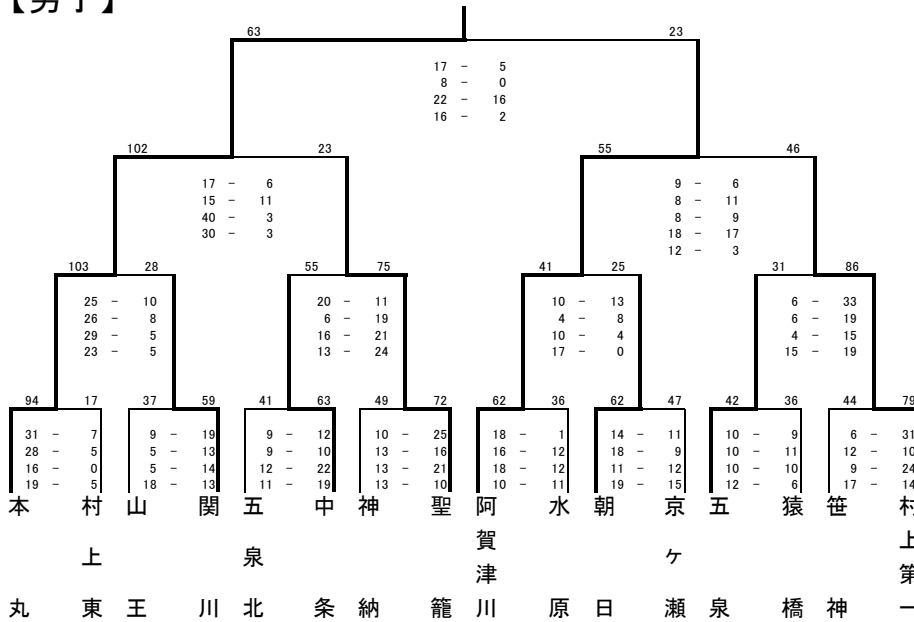 【男子】
63 23
17 - 5
8 - 0
22 - 16
16 - 2
102 23 55 46
17 - 6
15 - 11
40 - 3
30 - 3
9 - 6
8 - 11
8 - 9
18 - 17
12 - 3
103 28 55 75 41 25 31 86
25 - 10
26 - 8
29 - 5
23 - 5
20 - 11
6 - 19
16 - 21
13 - 24
10 - 13
4 - 8
10 - 4
17 - 0
6 - 33
6 - 19
4 - 15
15 - 19
94 17 37 59 41 63 49 72 62 36 62 47 42 36 44 79
31 - 7
28 - 5
16 - 0
19 - 5
9 - 19
5 - 13
5 - 14
18 - 13
9 - 12
9 - 10
12 - 22
11 - 19
10 - 25
13 - 16
13 - 21
13 - 10
18 - 1
16 - 12
18 - 12
10 - 11
14 - 11
18 - 9
11 - 12
19 - 15
10 - 9
10 - 11
10 - 10
12 - 6
6 - 31
12 - 10
9 - 24
17 - 14
本丸
村上東
山王
関川
五泉北
中条
神納
聖籠
阿賀津川
水原
朝日
京ケ瀬
五泉
猿橋
笹神
村上第一